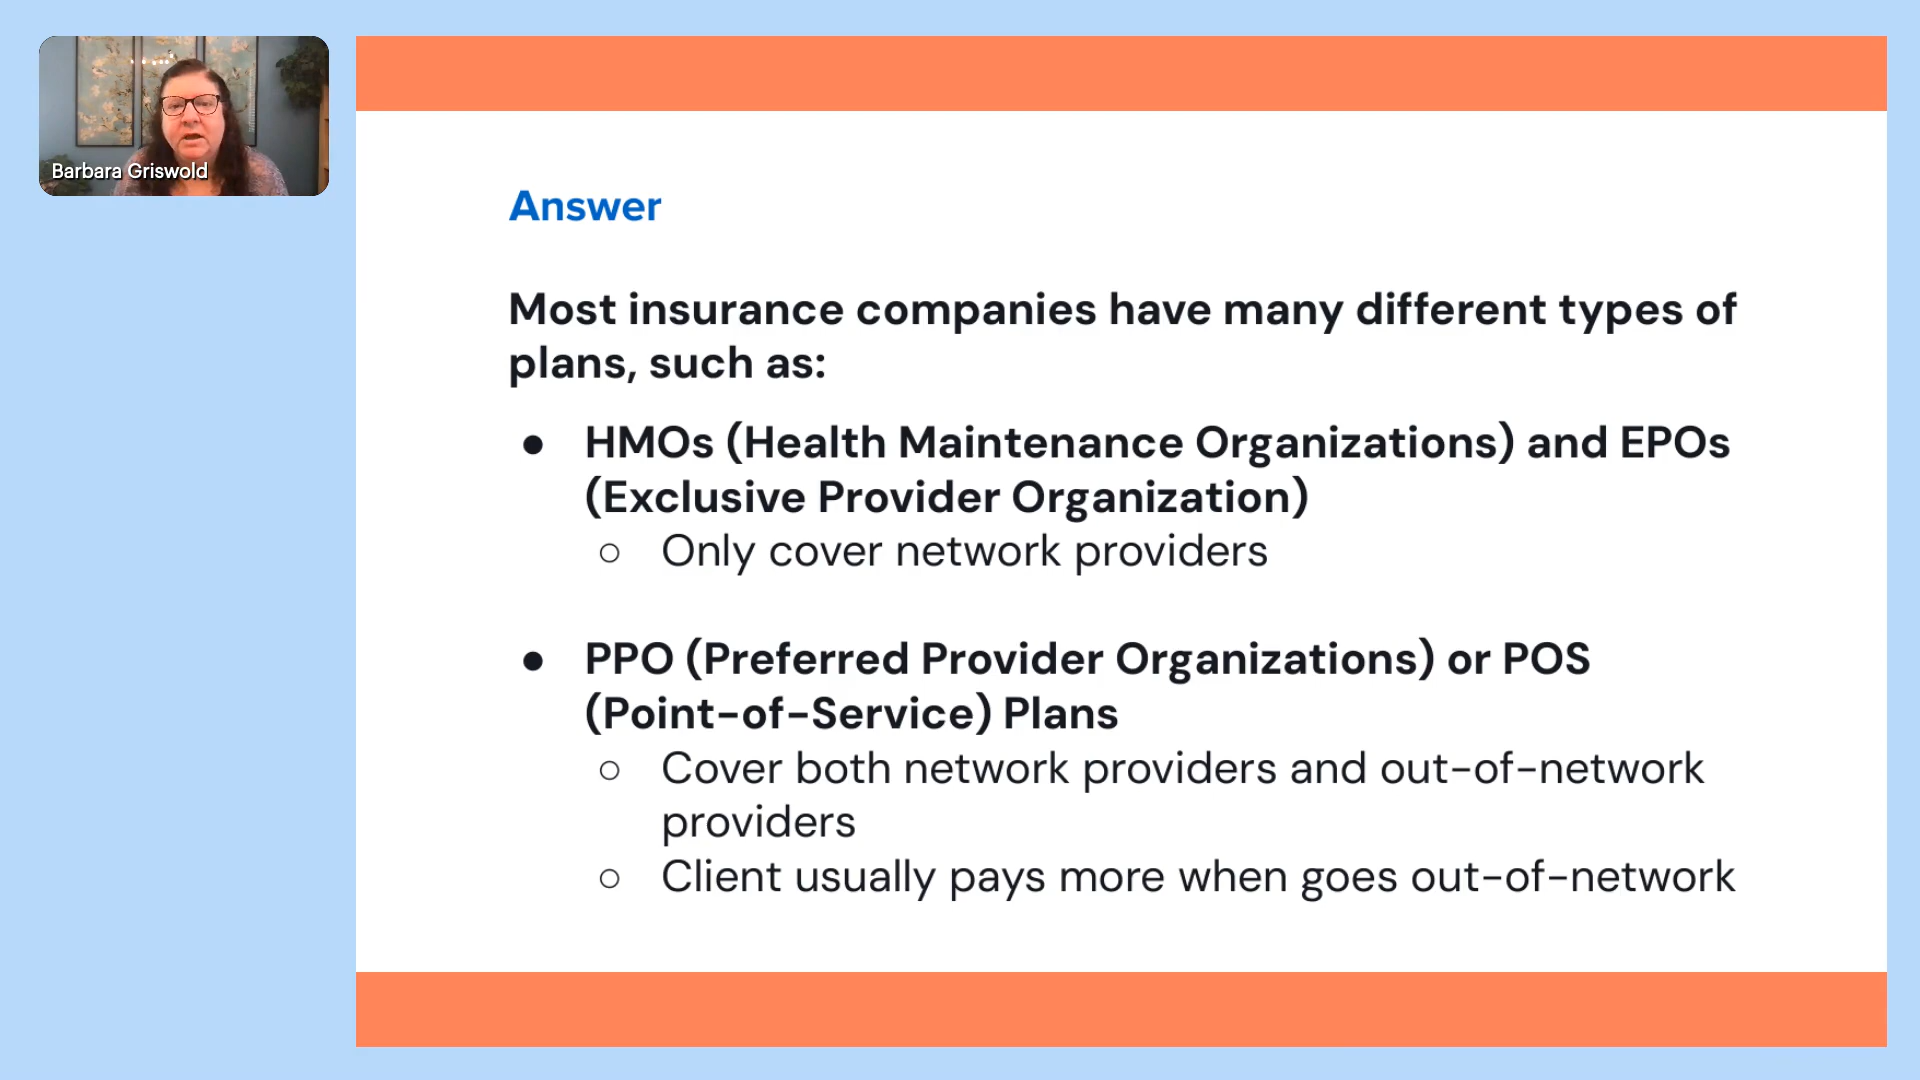 Barbara Griswold
Answer
Most insurance companies have many different types of
plans, such as:
● HMOs (Health Maintenance Organizations) and EPOs
(Exclusive Provider Organization)
○ Only cover network providers
● PPO (Preferred Provider Organizations) or POS
(Point-of-Service) Plans
○ Cover both network providers and out-of-network
providers
○ Client usually pays more when goes out-of-network